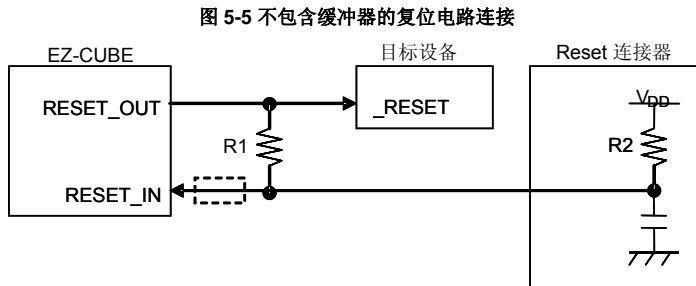 图 5-5 不包含缓冲器的复位电路连接
EZ-CUBE
目标设备
Reset 连接器
RESET_OUT
_RESET
VDD
R1
R2
RESET_IN